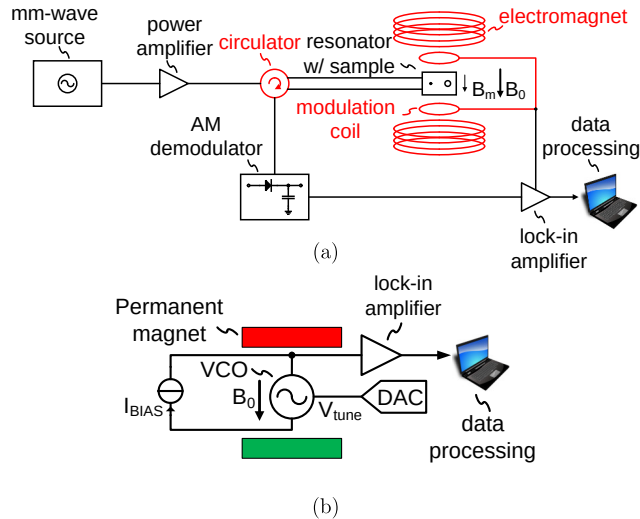 mm-wave
source
power
amplifier
circulator
resonator
w/ sample
electromagnet
Bm B0
modulation
coil
AM
demodulator
data
processing
lock-in
amplifier
(a)
Permanent
magnet
lock-in
amplifier
VCO
IBIAS
B0
Vtune
DAC
data
processing
(b)